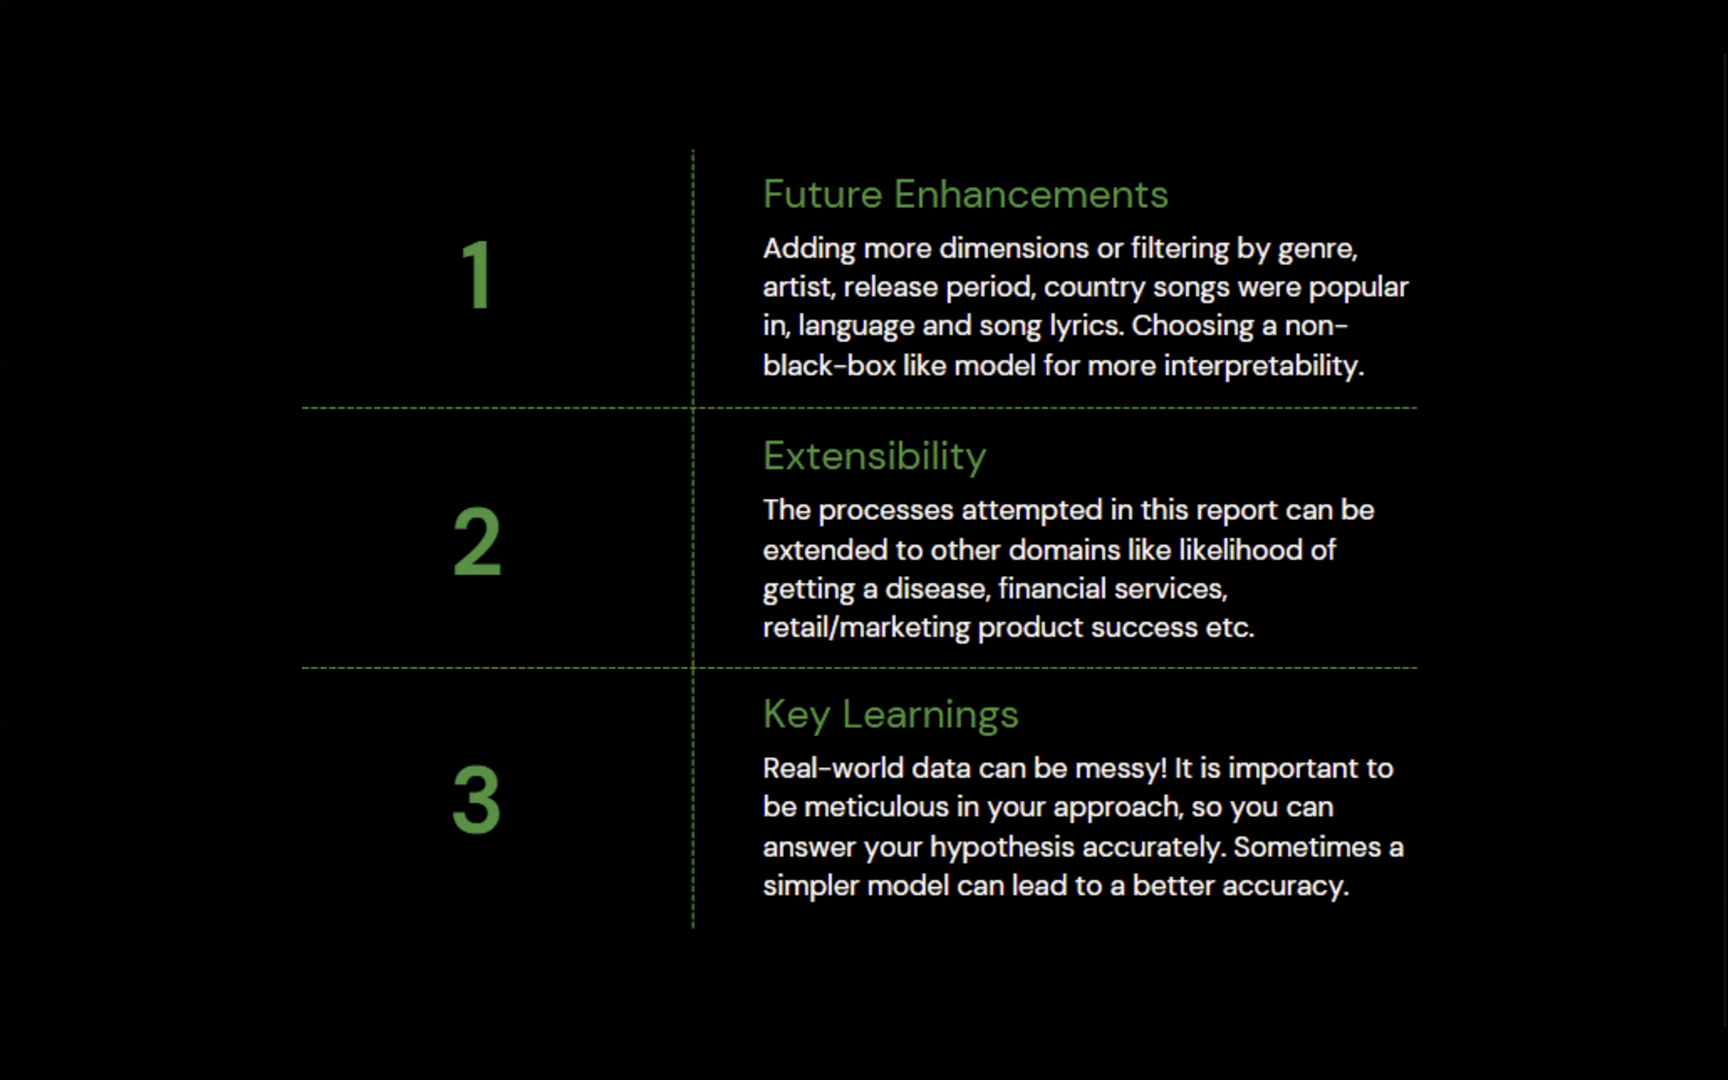 1
Future Enhancements
Adding more dimensions or filtering by genre,
artist, release period, country songs were popular
in, language and song lyrics. Choosing a non-
black-box like model for more interpretability.
2
Extensibility
The processes attempted in this report can be
extended to other domains like likelihood of
getting a disease, financial services,
retail/marketing product success etc.
3
Key Learnings
Real-world data can be messy! It is important to
be meticulous in your approach, so you can
answer your hypothesis accurately. Sometimes a
simpler model can lead to a better accuracy.